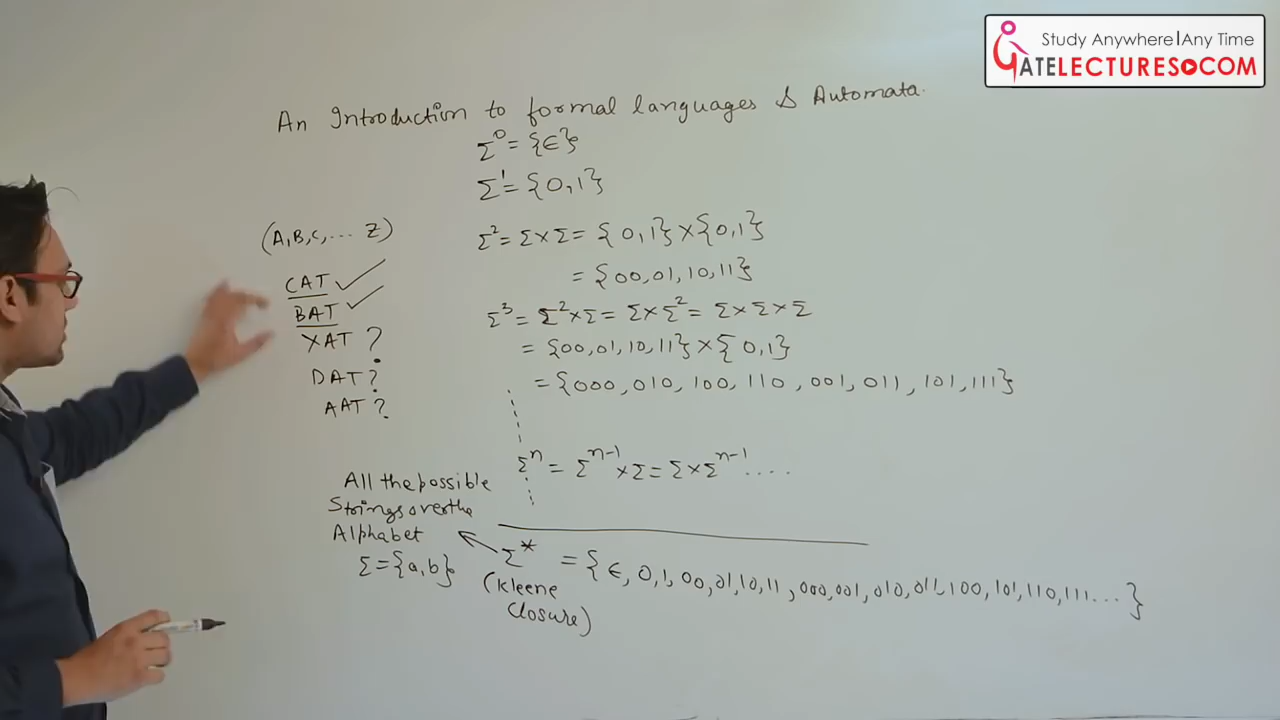 Study Anywhere|Any Time
GATELECTURES.COM
An Introduction to formal languages & Automata.
Σ⁰ = {ϵ}
Σ¹ = {0,1}
Σ² = Σ×Σ = {0,1}×{0,1}
= {00,01,10,11}
Σ³ = Σ²×Σ = Σ×Σ² = Σ×Σ×Σ
= {00,01,10,11}×{0,1}
= {000,010,100,110,001,011,101,111}
Σⁿ = Σⁿ⁻¹×Σ = Σ×Σⁿ⁻¹....
(A,B,C,... Z)
CAT ✓
BAT ✓
XAT ?
DAT ?
AAT ?
All the possible
Strings over the
Alphabet
Σ={a,b}
Σ* = {ϵ,0,1,00,01,10,11,000,001,010,011,100,101,110,111...}
(Kleene
Closure)